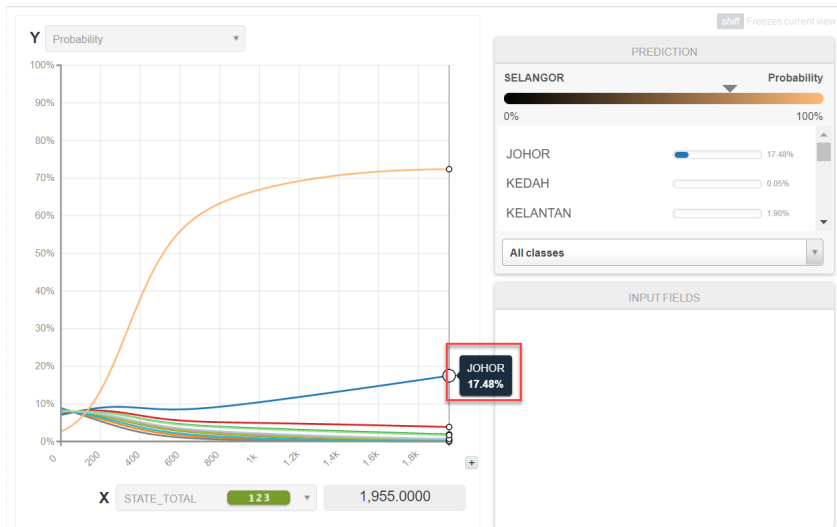 shift Freezes current view
Y Probability
100%
90%
80%
70%
60%
50%
40%
30%
20%
10%
0%
0 200 400 600 800 1k 1.2k 1.4k 1.6k 1.8k
+
JOHOR
17.48%
X STATE_TOTAL 123 1,955.0000
PREDICTION
SELANGOR Probability
0% 100%
JOHOR 17.48%
KEDAH 0.05%
KELANTAN 1.90%
All classes
INPUT FIELDS